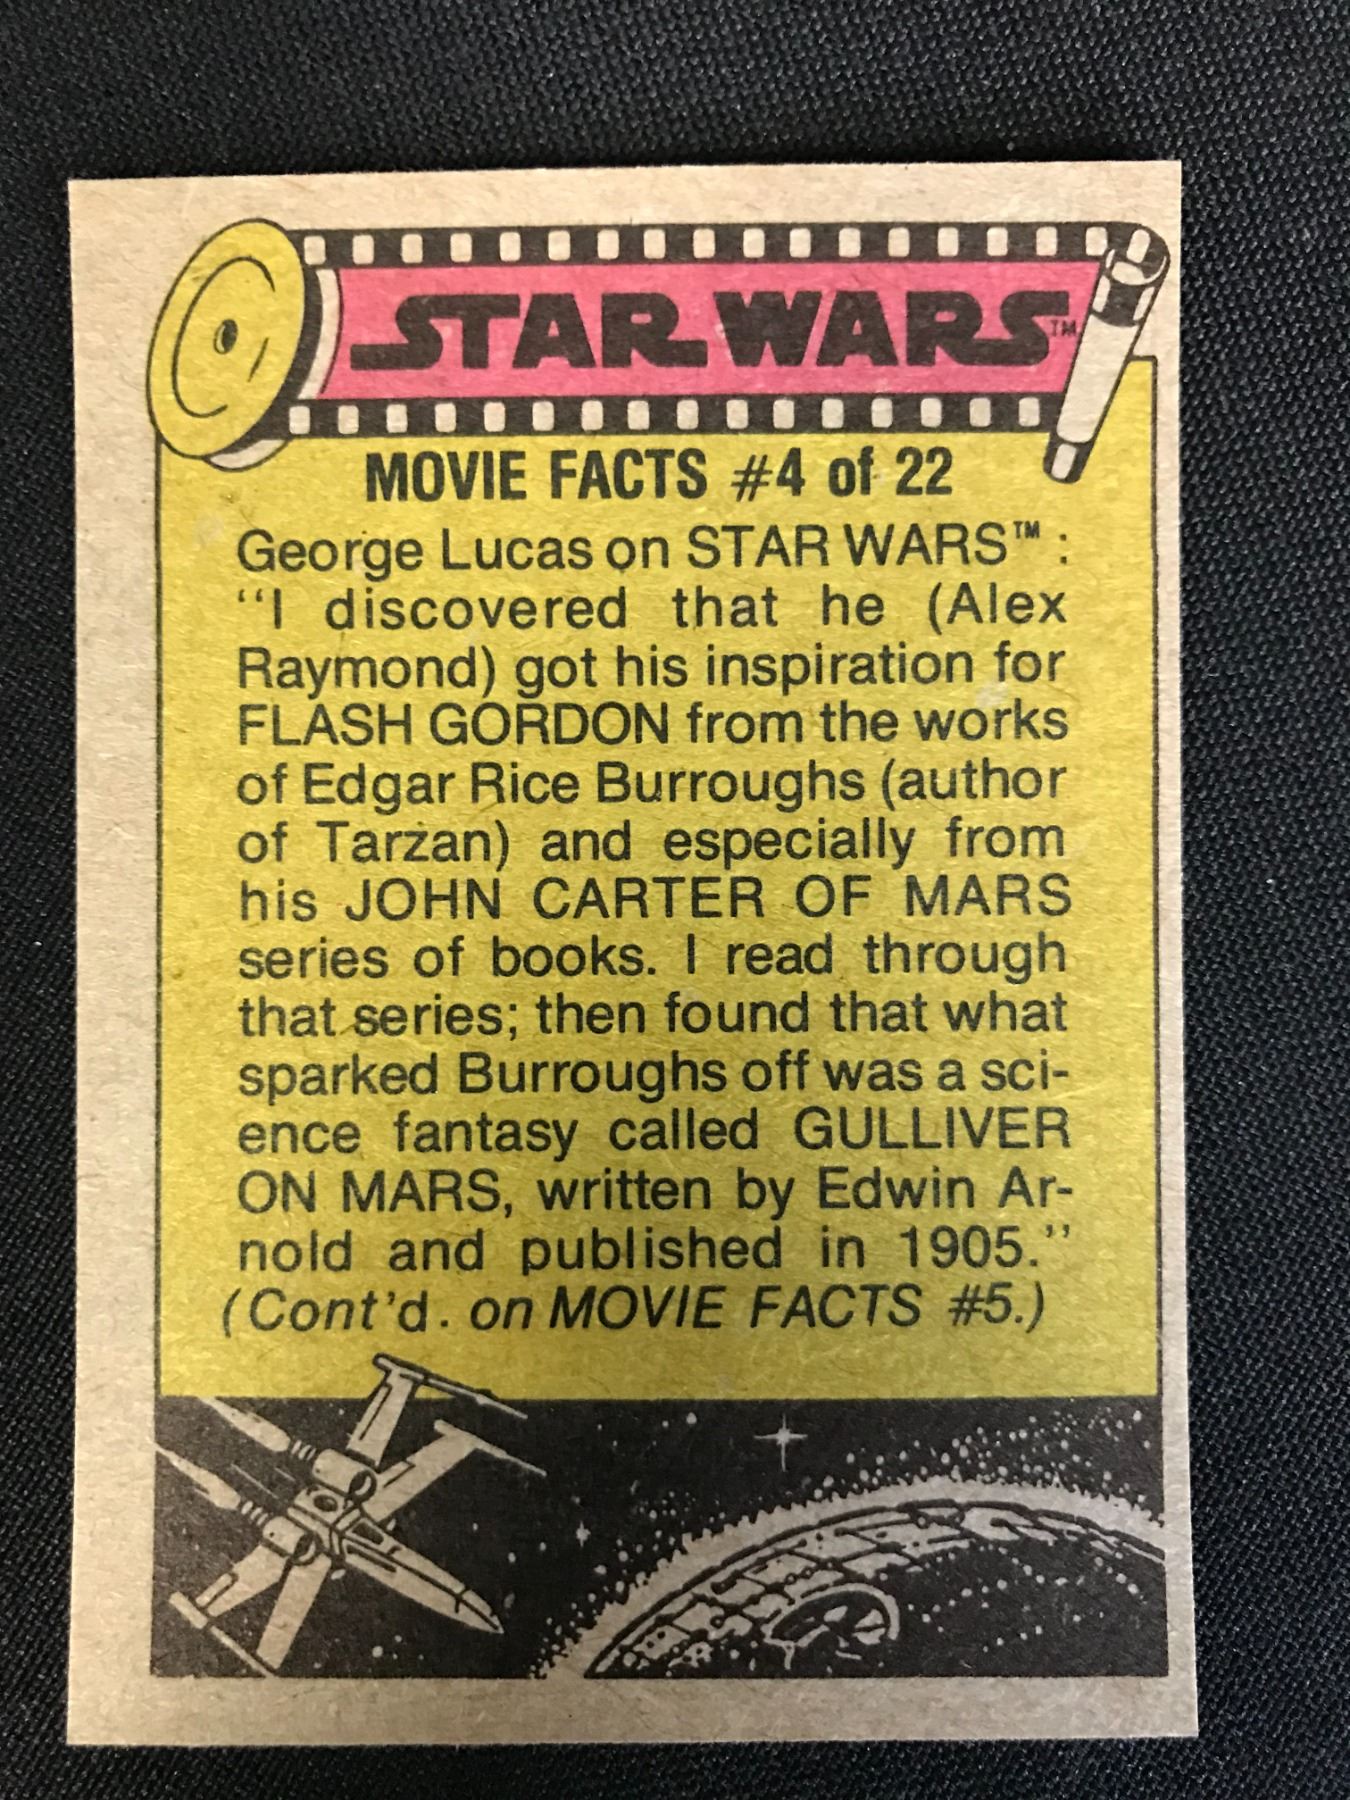 STAR WARS™
MOVIE FACTS #4 of 22
George Lucas on STAR WARS™ :
“I discovered that he (Alex
Raymond) got his inspiration for
FLASH GORDON from the works
of Edgar Rice Burroughs (author
of Tarzan) and especially from
his JOHN CARTER OF MARS
series of books. I read through
that series; then found that what
sparked Burroughs off was a sci-
ence fantasy called GULLIVER
ON MARS, written by Edwin Ar-
nold and published in 1905.”
(Cont’d. on MOVIE FACTS #5.)